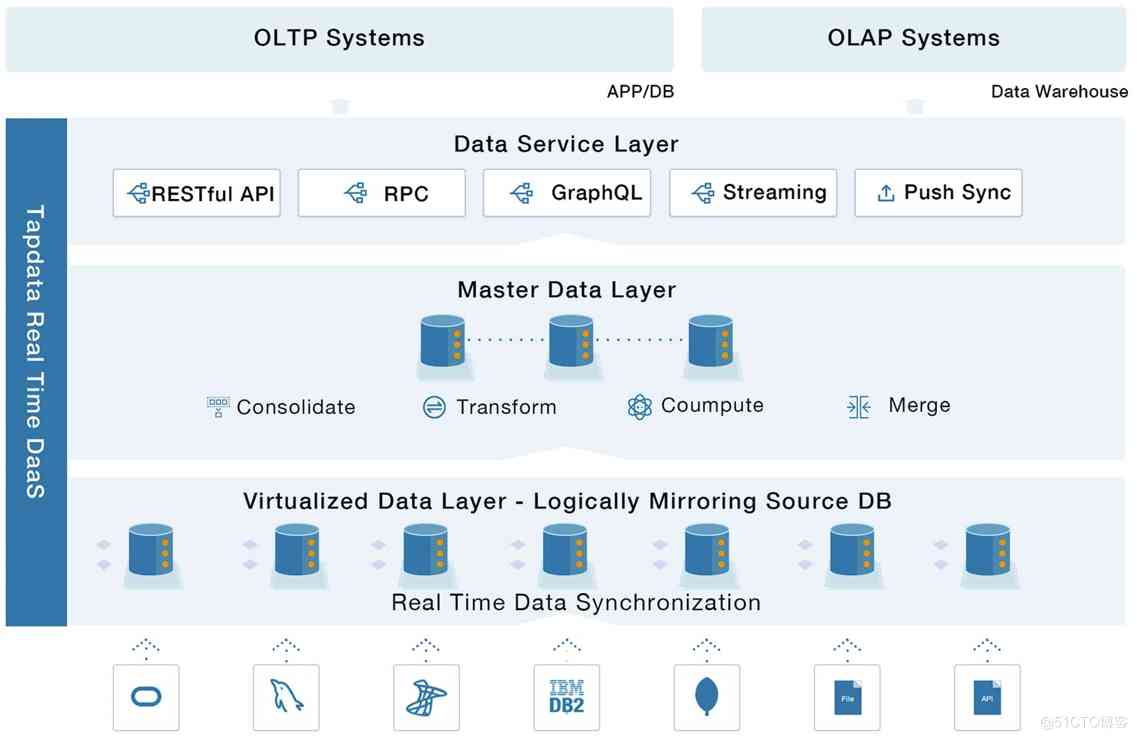 OLTP Systems
OLAP Systems
APP/DB
Data Warehouse
Tapdata Real Time DaaS
Data Service Layer
RESTful API
RPC
GraphQL
Streaming
Push Sync
Master Data Layer
Consolidate
Transform
Coumpute
Merge
Virtualized Data Layer - Logically Mirroring Source DB
Real Time Data Synchronization
IBM
DB2
File
API
@51CTO博客